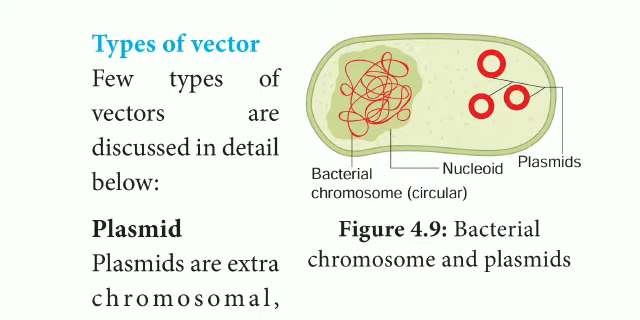 Types of vector
Few types of
vectors are
discussed in detail
below:
Plasmid
Plasmids are extra
chromosomal,
Bacterial
chromosome (circular)
Nucleoid
Plasmids
Figure 4.9: Bacterial
chromosome and plasmids